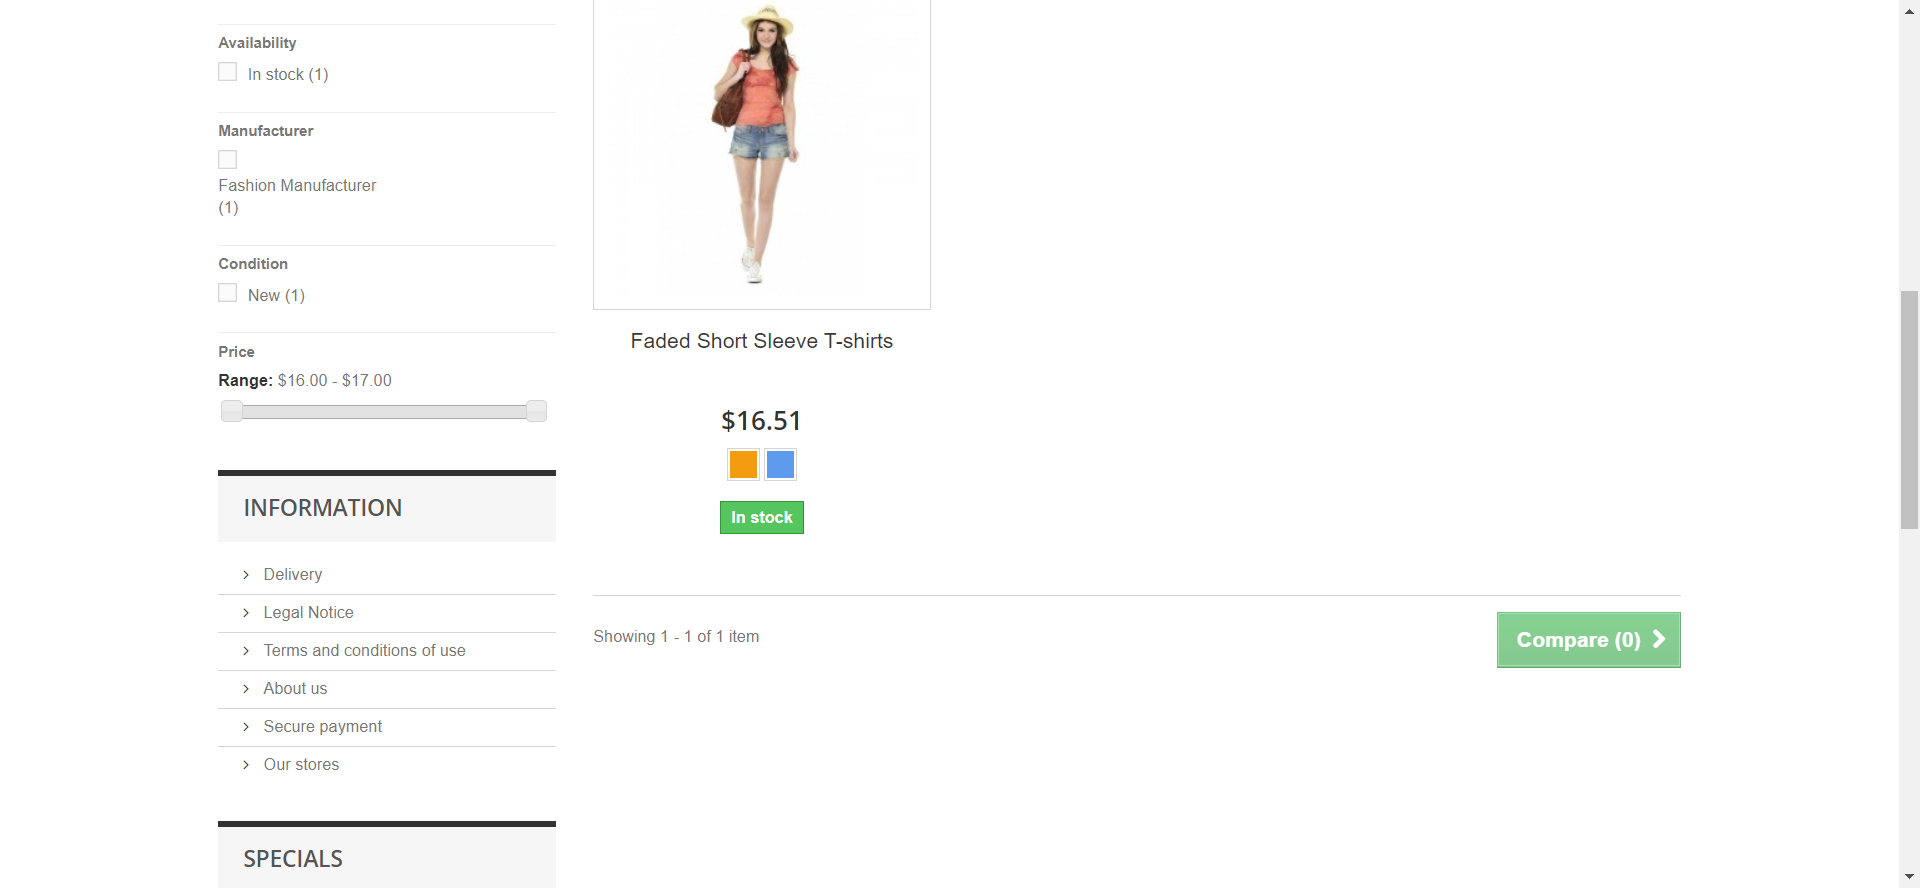 Availability
In stock (1)
Manufacturer
Fashion Manufacturer
(1)
Condition
New (1)
Price
Range: $16.00 - $17.00
INFORMATION
Delivery
Legal Notice
Terms and conditions of use
About us
Secure payment
Our stores
SPECIALS
Faded Short Sleeve T-shirts
$16.51
In stock
Showing 1 - 1 of 1 item
Compare (0)